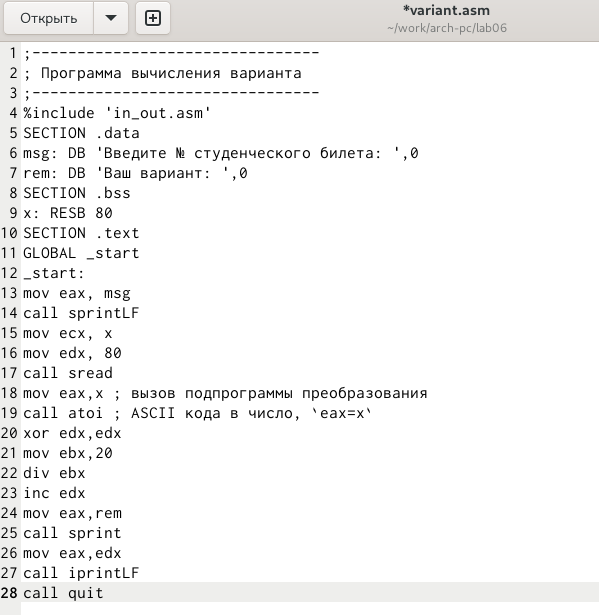 Открыть
*variant.asm
~/work/arch-pc/lab06
1 ;--------------------------------
2 ; Программа вычисления варианта
3 ;--------------------------------
4 %include 'in_out.asm'
5 SECTION .data
6 msg: DB 'Введите № студенческого билета: ',0
7 rem: DB 'Ваш вариант: ',0
8 SECTION .bss
9 x: RESB 80
10 SECTION .text
11 GLOBAL _start
12 _start:
13 mov eax, msg
14 call sprintLF
15 mov ecx, x
16 mov edx, 80
17 call sread
18 mov eax,x ; вызов подпрограммы преобразования
19 call atoi ; ASCII кода в число, `eax=x`
20 xor edx,edx
21 mov ebx,20
22 div ebx
23 inc edx
24 mov eax,rem
25 call sprint
26 mov eax,edx
27 call iprintLF
28 call quit